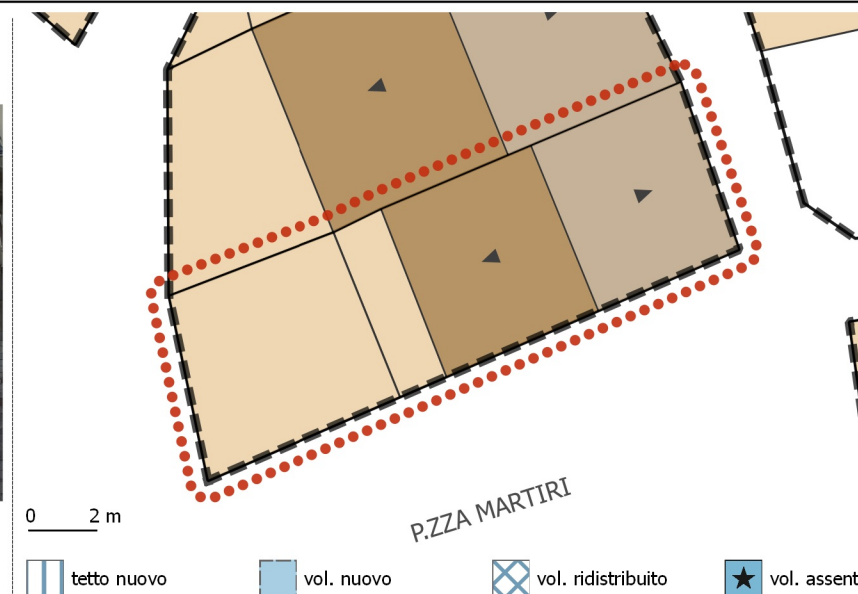 P.ZZA MARTIRI
0 2 m
tetto nuovo vol. nuovo vol. ridistribuito vol. assent